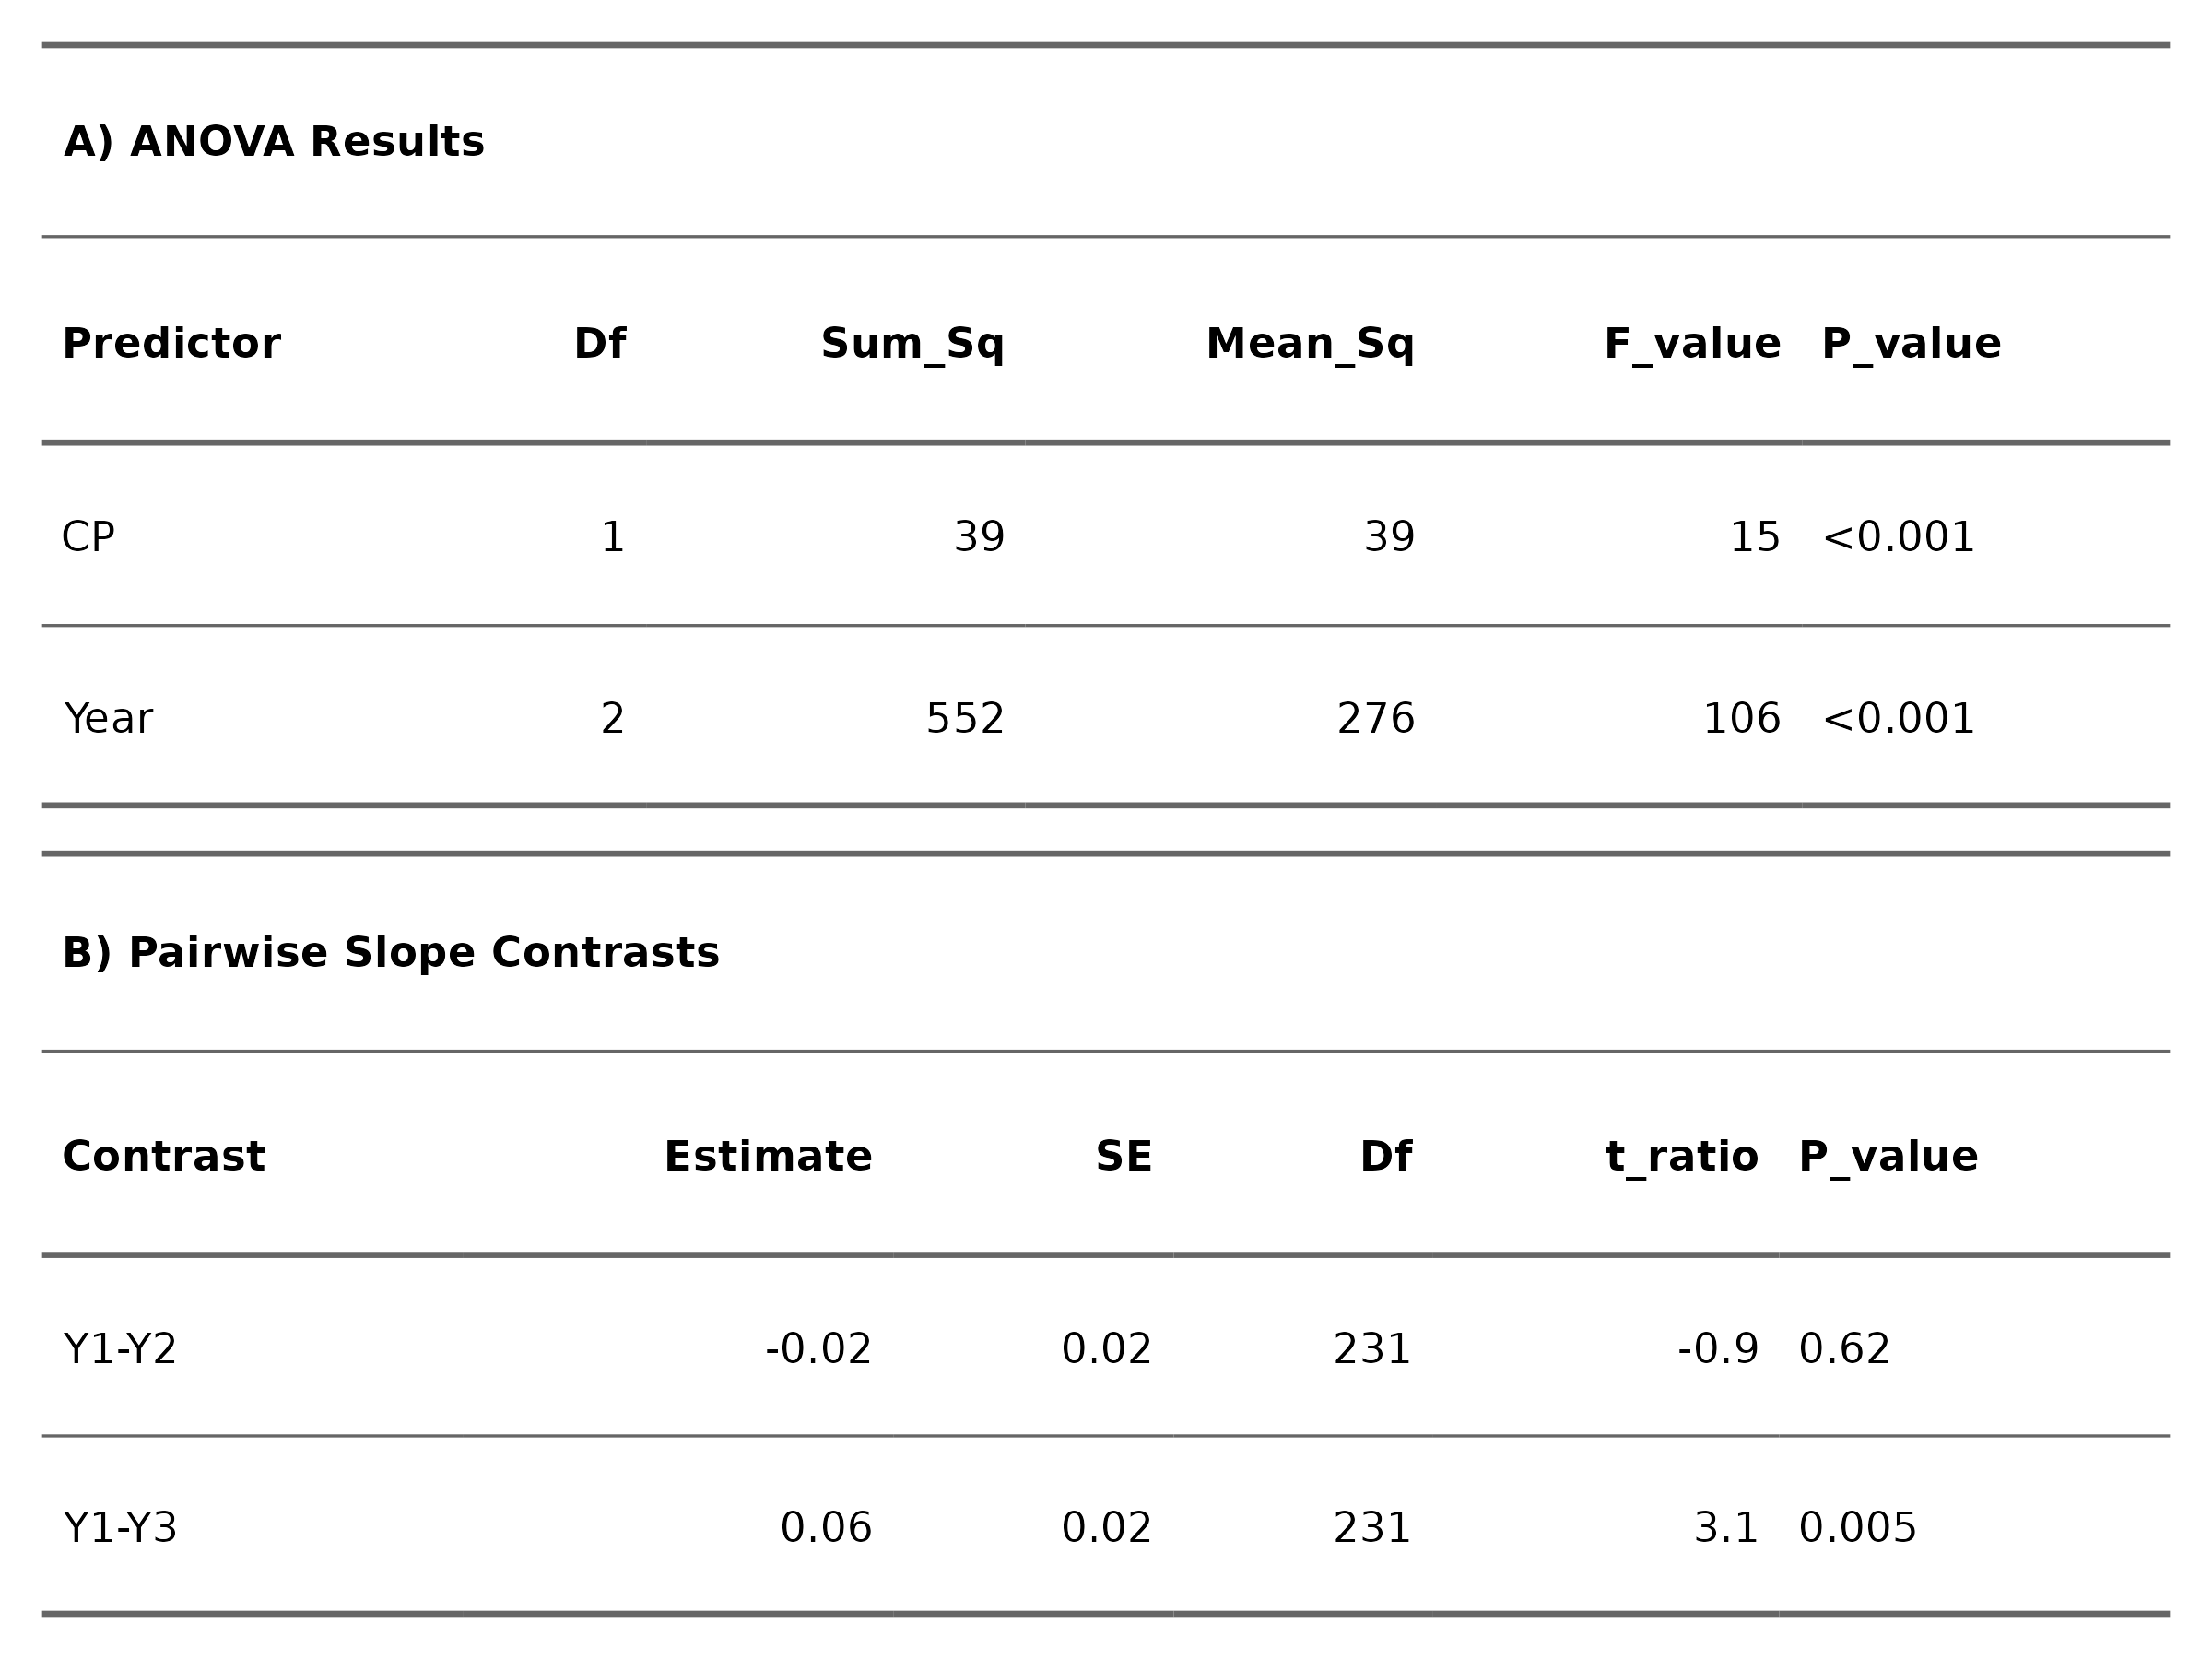 A) ANOVA Results
Predictor Df Sum_Sq Mean_Sq F_value P_value
CP 1 39 39 15 <0.001
Year 2 552 276 106 <0.001
B) Pairwise Slope Contrasts
Contrast Estimate SE Df t_ratio P_value
Y1-Y2 -0.02 0.02 231 -0.9 0.62
Y1-Y3 0.06 0.02 231 3.1 0.005